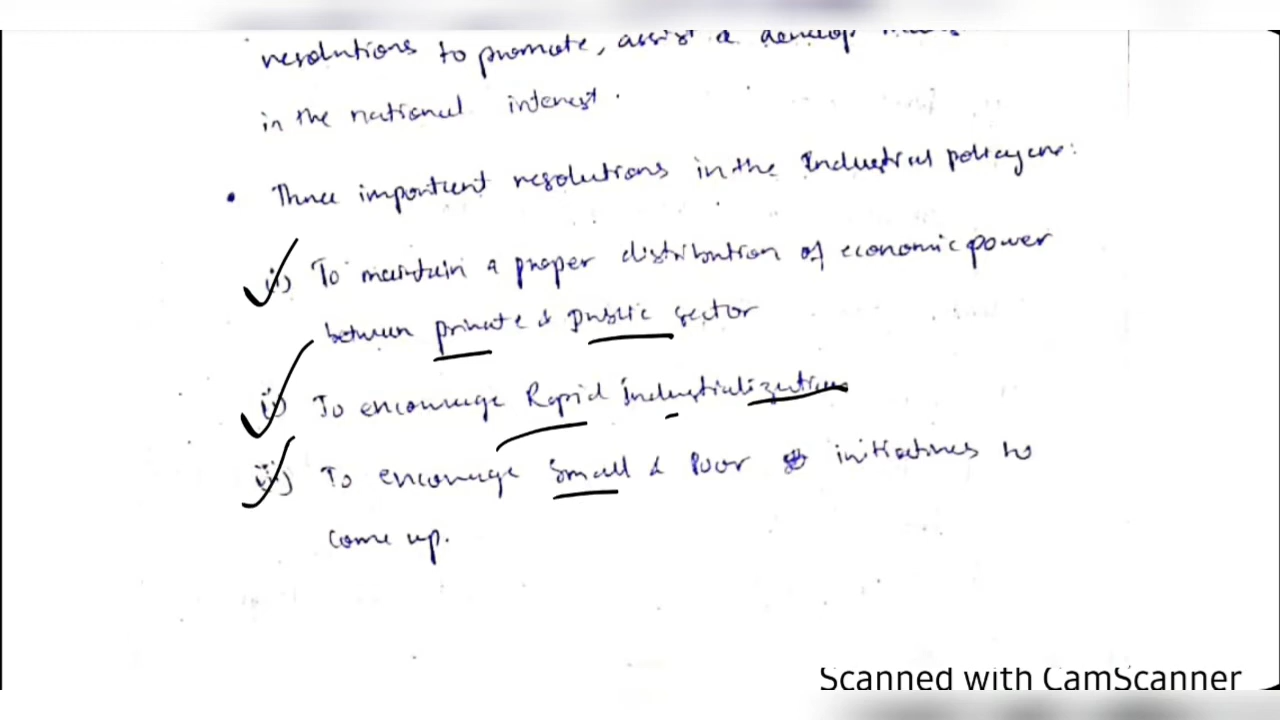 resolutions to promote, assist & develop
in the national interest.
• Three important resolutions in the Industrial policy are:
i) To maintain a proper distribution of economic power
between private & public sector
ii) To encourage Rapid Industrialization
iii) To encourage Small & Poor initiatives to
come up.
Scanned with CamScanner